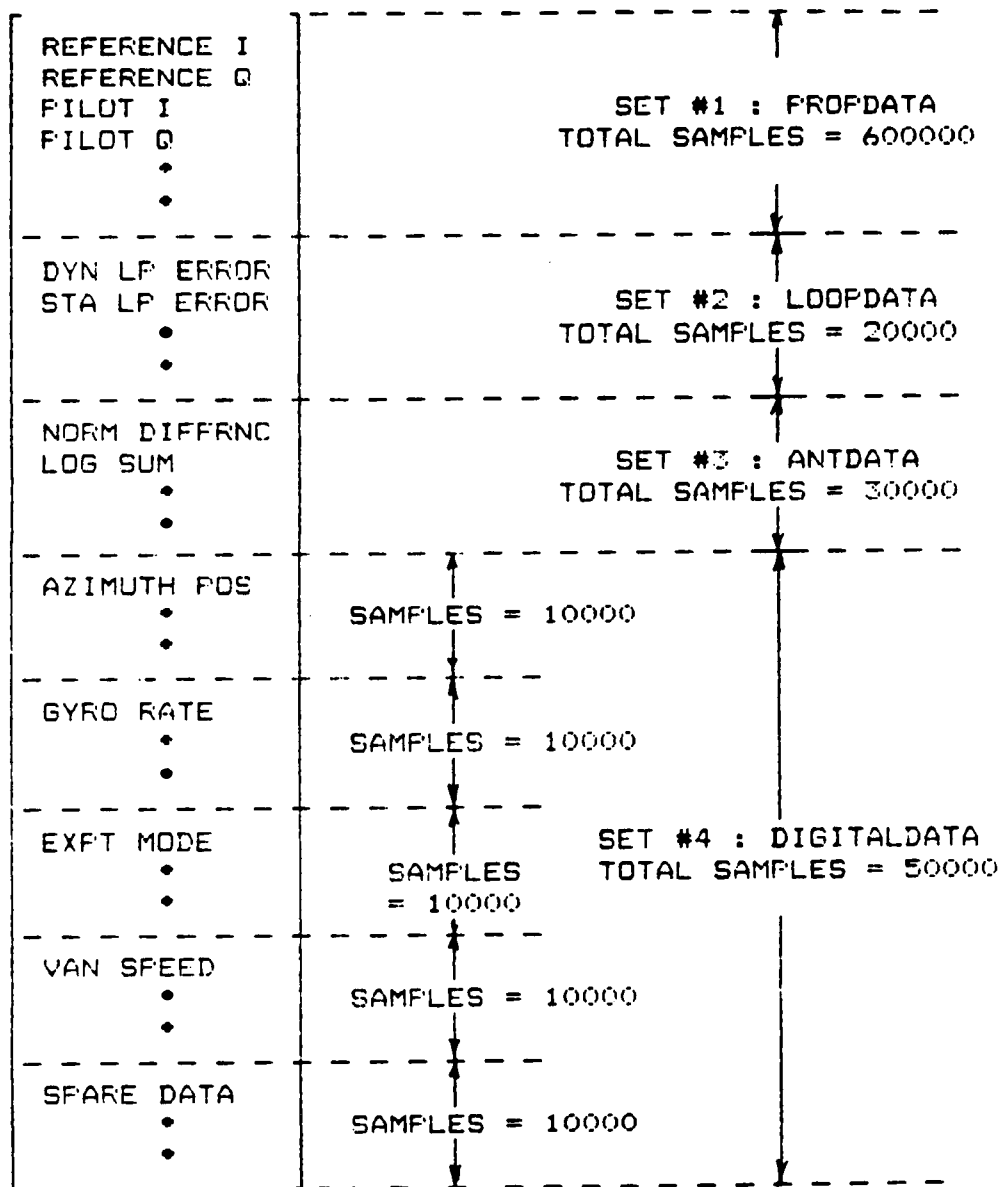 REFERENCE I
REFERENCE Q
PILOT I
PILOT Q
SET #1 : PROPDATA
TOTAL SAMPLES = 600000
DYN LP ERROR
STA LP ERROR
SET #2 : LOOPDATA
TOTAL SAMPLES = 20000
NORM DIFFRNC
LOG SUM
SET #3 : ANTDATA
TOTAL SAMPLES = 30000
AZIMUTH POS
SAMPLES = 10000
GYRO RATE
SAMPLES = 10000
EXPT MODE
SAMPLES
= 10000
SET #4 : DIGITALDATA
TOTAL SAMPLES = 50000
VAN SPEED
SAMPLES = 10000
SPARE DATA
SAMPLES = 10000